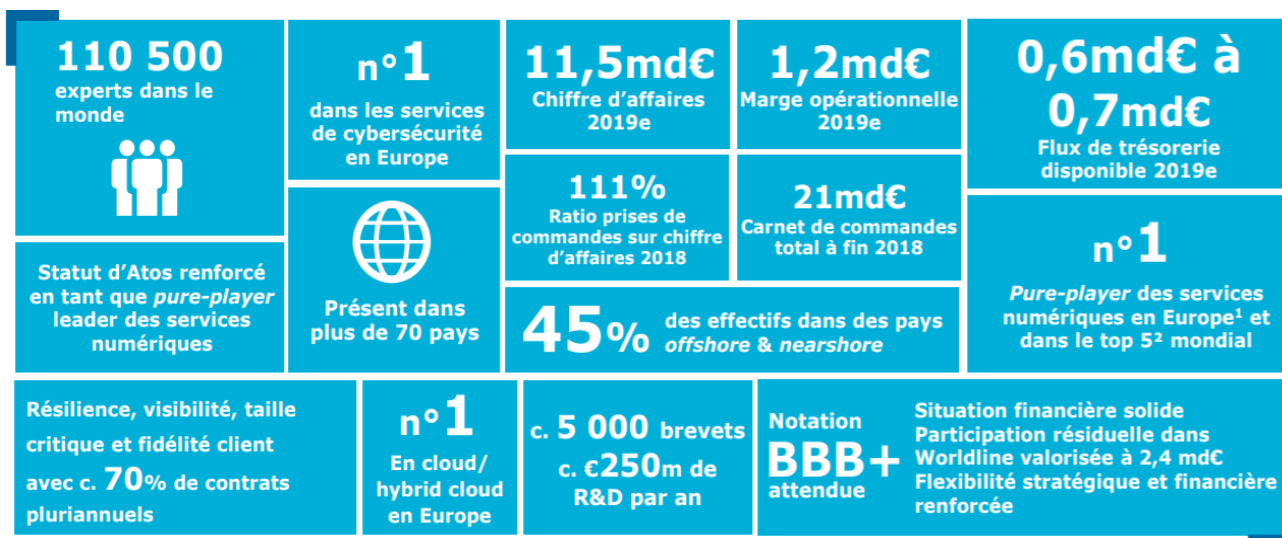 110 500
experts dans le
monde
n°1
dans les services
de cybersécurité
en Europe
11,5md€
Chiffre d'affaires
2019e
1,2md€
Marge opérationnelle
2019e
0,6md€ à
0,7md€
Flux de trésorerie
disponible 2019e
111%
Ratio prises de
commandes sur chiffre
d'affaires 2018
21md€
Carnet de commandes
total à fin 2018
Statut d'Atos renforcé
en tant que pure-player
leader des services
numériques
Présent dans
plus de 70 pays
45% des effectifs dans des pays
offshore & nearshore
n°1
Pure-player des services
numériques en Europe¹ et
dans le top 5² mondial
Résilience, visibilité, taille
critique et fidélité client
avec c. 70% de contrats
pluriannuels
n°1
En cloud/
hybrid cloud
en Europe
c. 5 000 brevets
c. €250m de
R&D par an
Notation
BBB+
attendue
Situation financière solide
Participation résiduelle dans
Worldline valorisée à 2,4 md€
Flexibilité stratégique et financière
renforcée